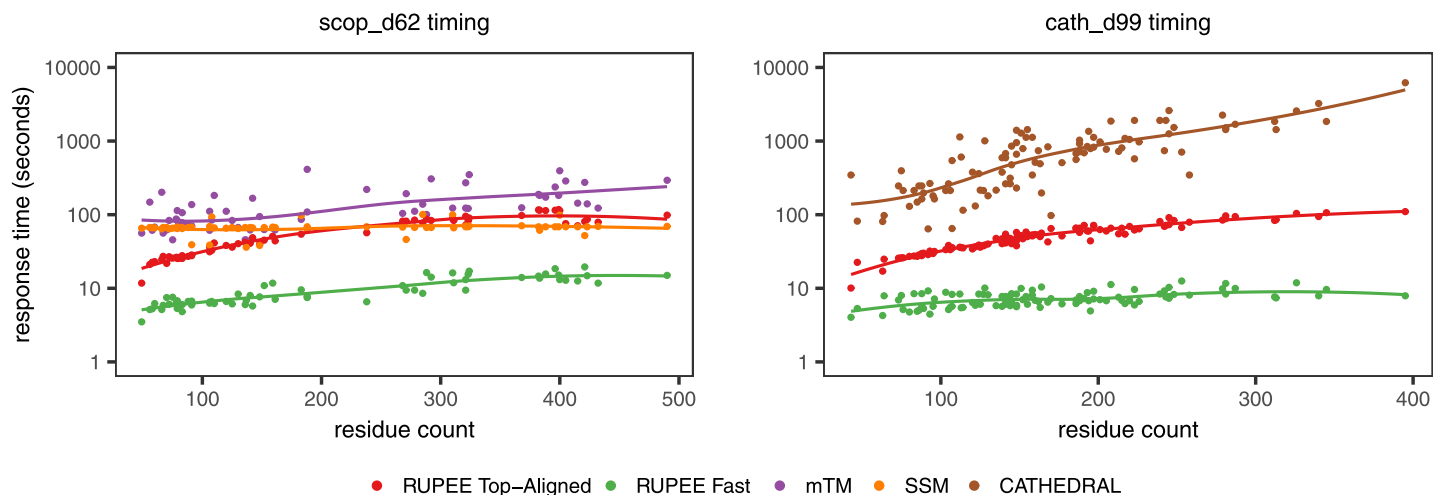 scop_d62 timing
cath_d99 timing
response time (seconds)
10000
1000
100
10
1
100 200 300 400 500
residue count
10000
1000
100
10
1
100 200 300 400
residue count
RUPEE Top−Aligned RUPEE Fast mTM SSM CATHEDRAL